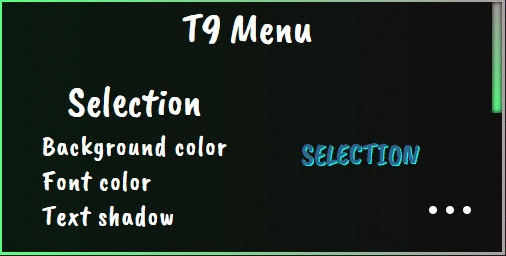 T9 Menu
Selection
Background color
SELECTION
Font color
Text shadow
...